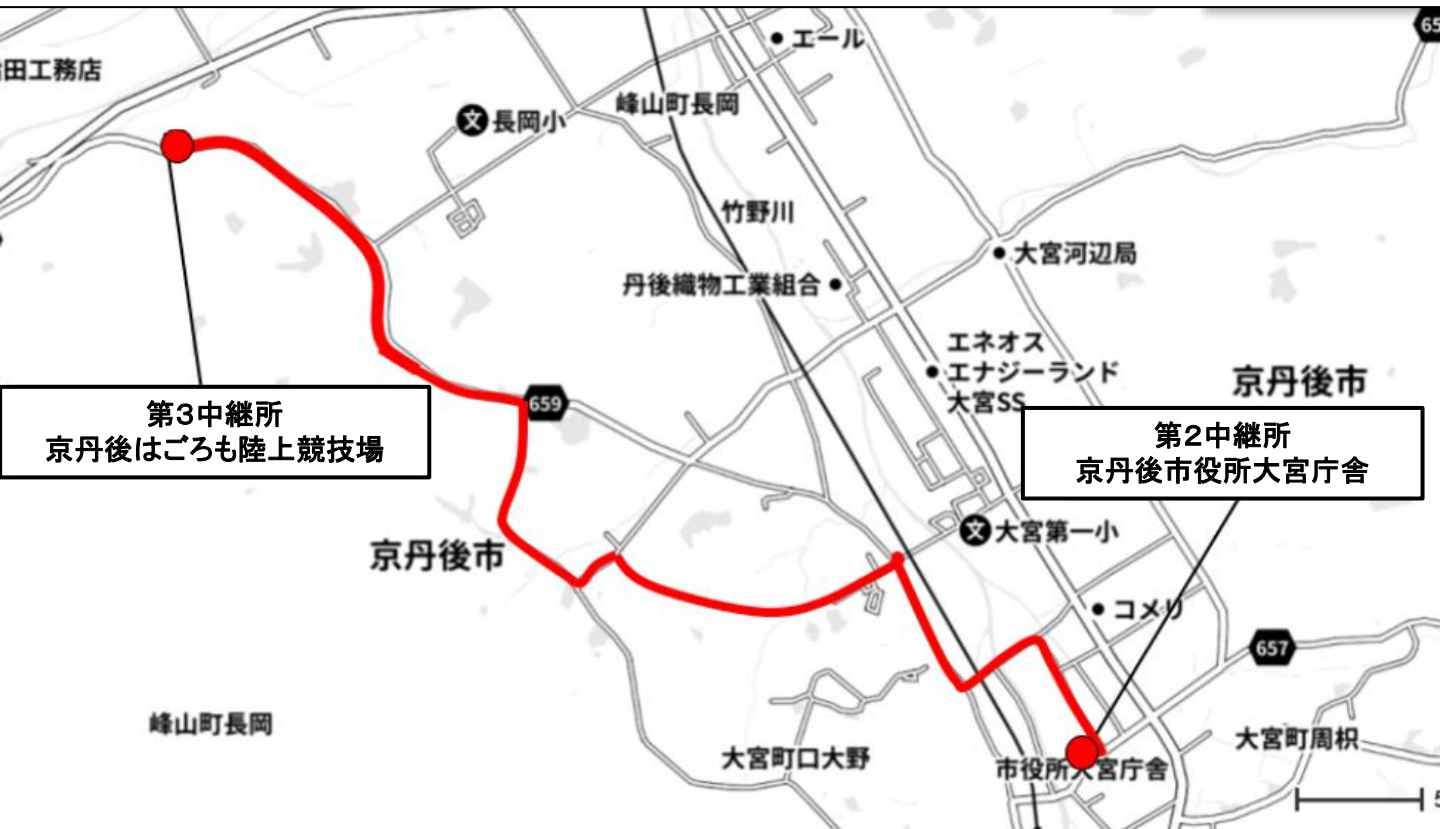 65
エール
田工務店
峰山町長岡
文
長岡小
竹野川
大宮河辺局
丹後織物工業組合
エネオス
エナジーランド
大宮SS
京丹後市
659
第3中継所
京丹後はごろも陸上競技場
第2中継所
京丹後市役所大宮庁舎
文
大宮第一小
京丹後市
コメリ
657
峰山町長岡
大宮町口大野
市役所大宮庁舎
大宮町周枳
5